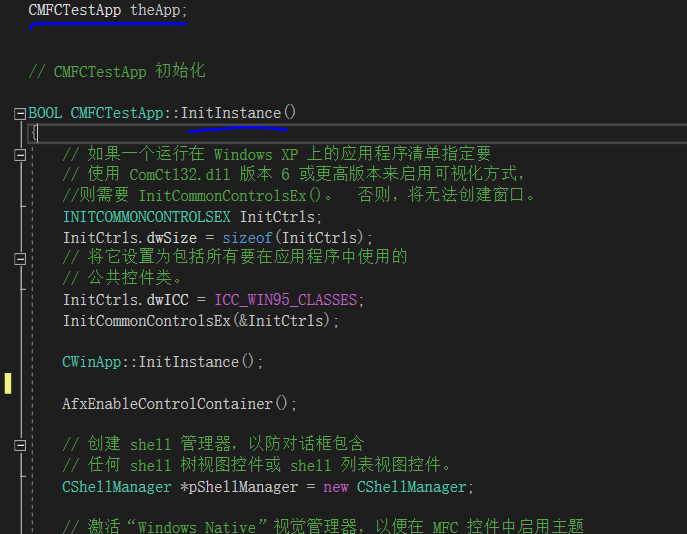 CMFCTestApp theApp;
// CMFCTestApp 初始化
BOOL CMFCTestApp::InitInstance()
{
// 如果一个运行在 Windows XP 上的应用程序清单指定要
// 使用 ComCtl32.dll 版本 6 或更高版本来启用可视化方式,
//则需要 InitCommonControlsEx()。 否则,将无法创建窗口。
INITCOMMONCONTROLSEX InitCtrls;
InitCtrls.dwSize = sizeof(InitCtrls);
// 将它设置为包括所有要在应用程序中使用的
// 公共控件类。
InitCtrls.dwICC = ICC_WIN95_CLASSES;
InitCommonControlsEx(&InitCtrls);
CWinApp::InitInstance();
AfxEnableControlContainer();
// 创建 shell 管理器,以防对话框包含
// 任何 shell 树视图控件或 shell 列表视图控件。
CShellManager *pShellManager = new CShellManager;
// 激活“Windows Native”视觉管理器,以便在 MFC 控件中启用主题